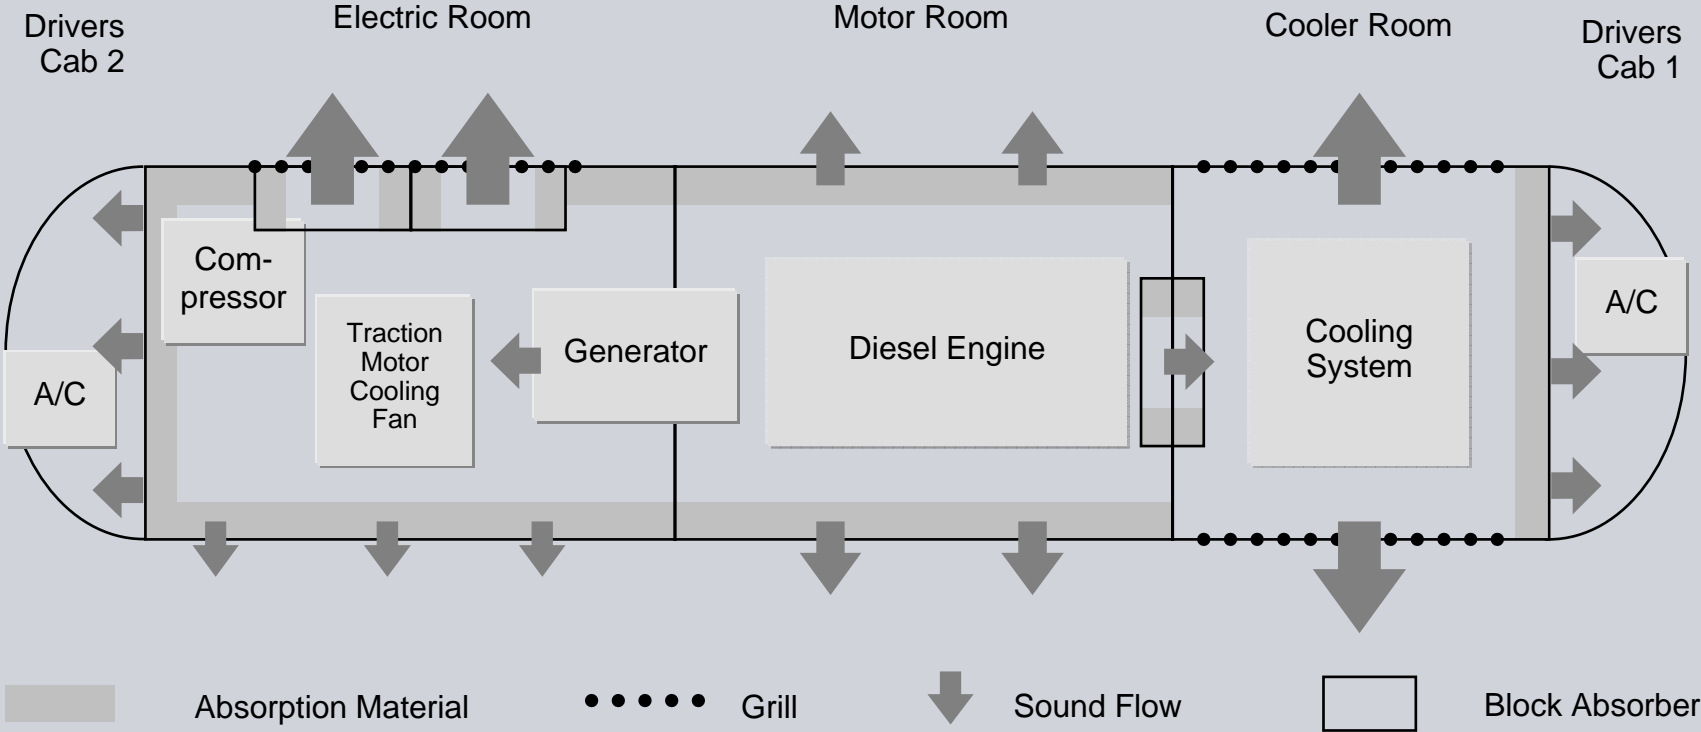 Drivers
Cab 2
Electric Room
Motor Room
Cooler Room
Drivers
Cab 1
Com-
pressor
Traction
Motor
Cooling
Fan
Generator
Diesel Engine
Cooling
System
A/C
A/C
Absorption Material
Grill
Sound Flow
Block Absorber